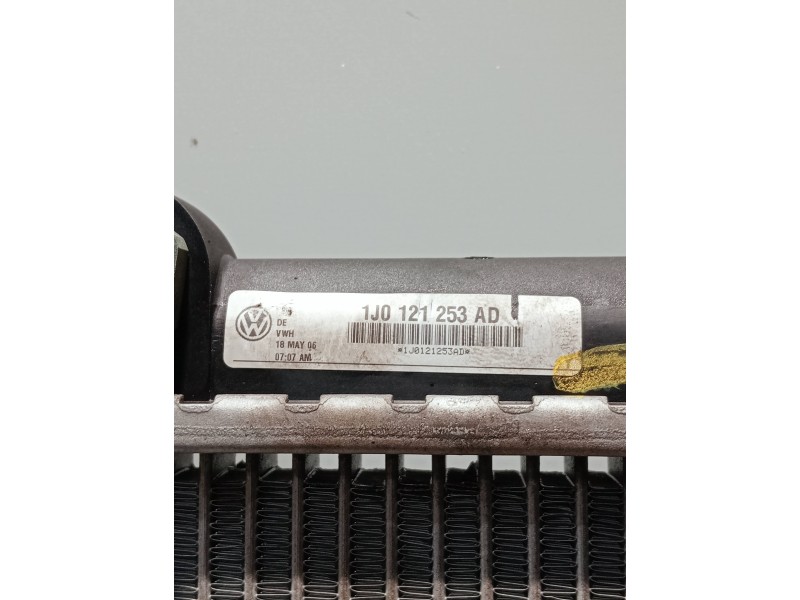 DE
VWH
18 MAY 06
07:07 AM
1J0 121 253 AD
*1J0121253AD*